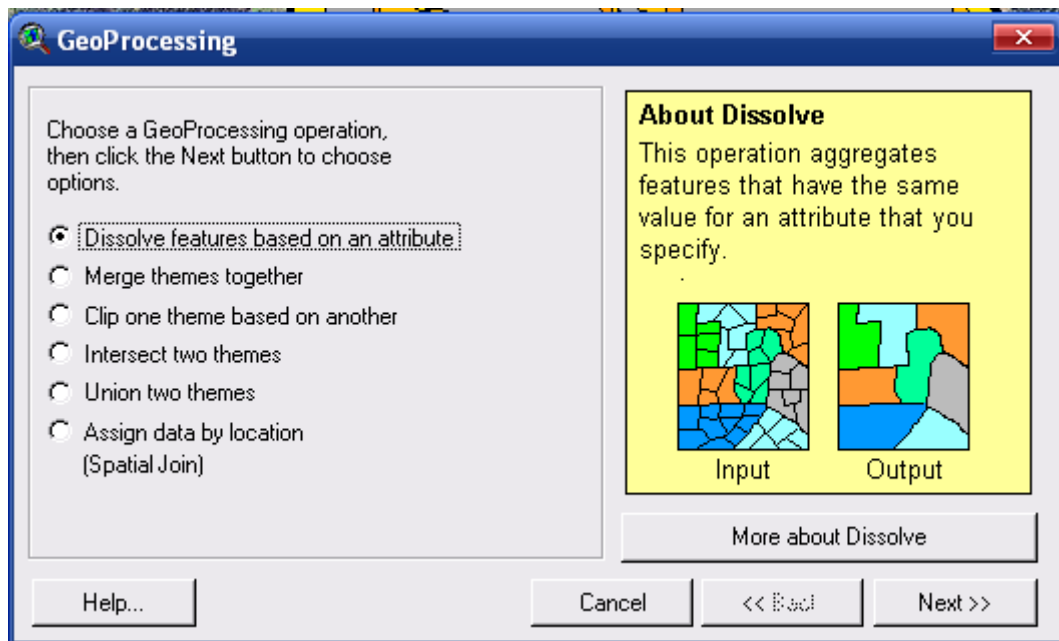 GeoProcessing
Choose a GeoProcessing operation,
then click the Next button to choose
options.
Dissolve features based on an attribute
Merge themes together
Clip one theme based on another
Intersect two themes
Union two themes
Assign data by location
(Spatial Join)
About Dissolve
This operation aggregates
features that have the same
value for an attribute that you
specify.
Input Output
More about Dissolve
Help... Cancel << Back Next >>